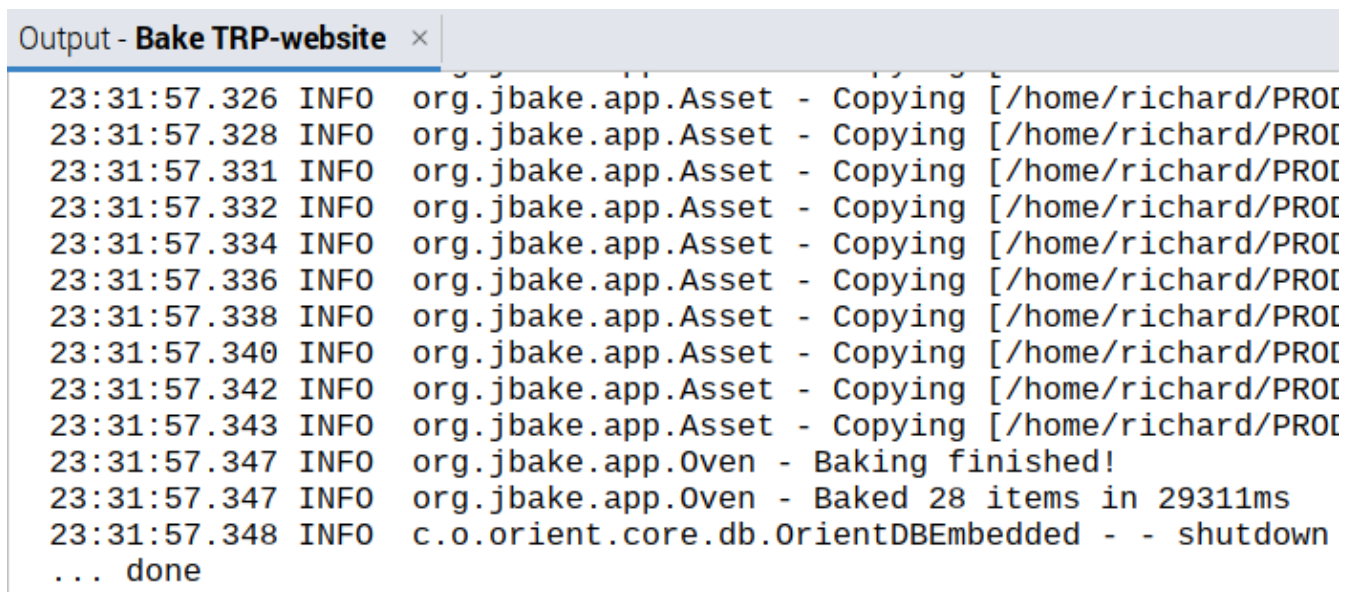 Output - Bake TRP-website ×
23:31:57.326 INFO  org.jbake.app.Asset - Copying [/home/richard/PROD
23:31:57.328 INFO  org.jbake.app.Asset - Copying [/home/richard/PROD
23:31:57.331 INFO  org.jbake.app.Asset - Copying [/home/richard/PROD
23:31:57.332 INFO  org.jbake.app.Asset - Copying [/home/richard/PROD
23:31:57.334 INFO  org.jbake.app.Asset - Copying [/home/richard/PROD
23:31:57.336 INFO  org.jbake.app.Asset - Copying [/home/richard/PROD
23:31:57.338 INFO  org.jbake.app.Asset - Copying [/home/richard/PROD
23:31:57.340 INFO  org.jbake.app.Asset - Copying [/home/richard/PROD
23:31:57.342 INFO  org.jbake.app.Asset - Copying [/home/richard/PROD
23:31:57.343 INFO  org.jbake.app.Asset - Copying [/home/richard/PROD
23:31:57.347 INFO  org.jbake.app.Oven - Baking finished!
23:31:57.347 INFO  org.jbake.app.Oven - Baked 28 items in 29311ms
23:31:57.348 INFO  c.o.orient.core.db.OrientDBEmbedded - - shutdown
... done